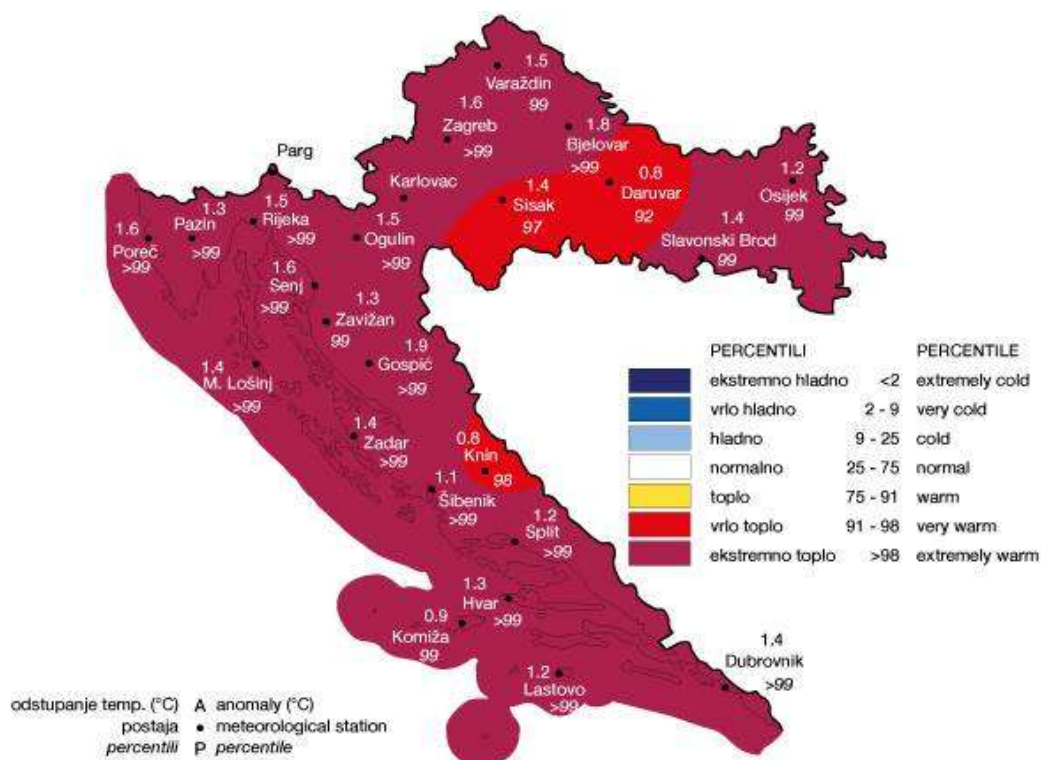 1.5
Varaždin
99
1.6
Zagreb
>99
1.8
Bjelovar
>99
Parg
Karlovac
1.4
Sisak
97
0.8
Daruvar
92
1.2
Osijek
99
1.4
Slavonski Brod
99
1.6
Poreč
>99
1.3
Pazin
>99
1.5
Rijeka
>99
1.5
Ogulin
>99
1.6
Senj
>99
1.3
Zavižan
99
1.9
Gospić
>99
1.4
M. Lošinj
>99
1.4
Zadar
>99
0.8
Knin
98
1.1
Šibenik
>99
1.2
Split
>99
1.3
Hvar
>99
0.9
Komiža
99
1.2
Lastovo
>99
1.4
Dubrovnik
>99
PERCENTILI PERCENTILE
ekstremno hladno <2 extremely cold
vrlo hladno 2 - 9 very cold
hladno 9 - 25 cold
normalno 25 - 75 normal
toplo 75 - 91 warm
vrlo toplo 91 - 98 very warm
ekstremno toplo >98 extremely warm
odstupanje temp. (°C) A anomaly (°C)
postaja • meteorological station
percentili P percentile